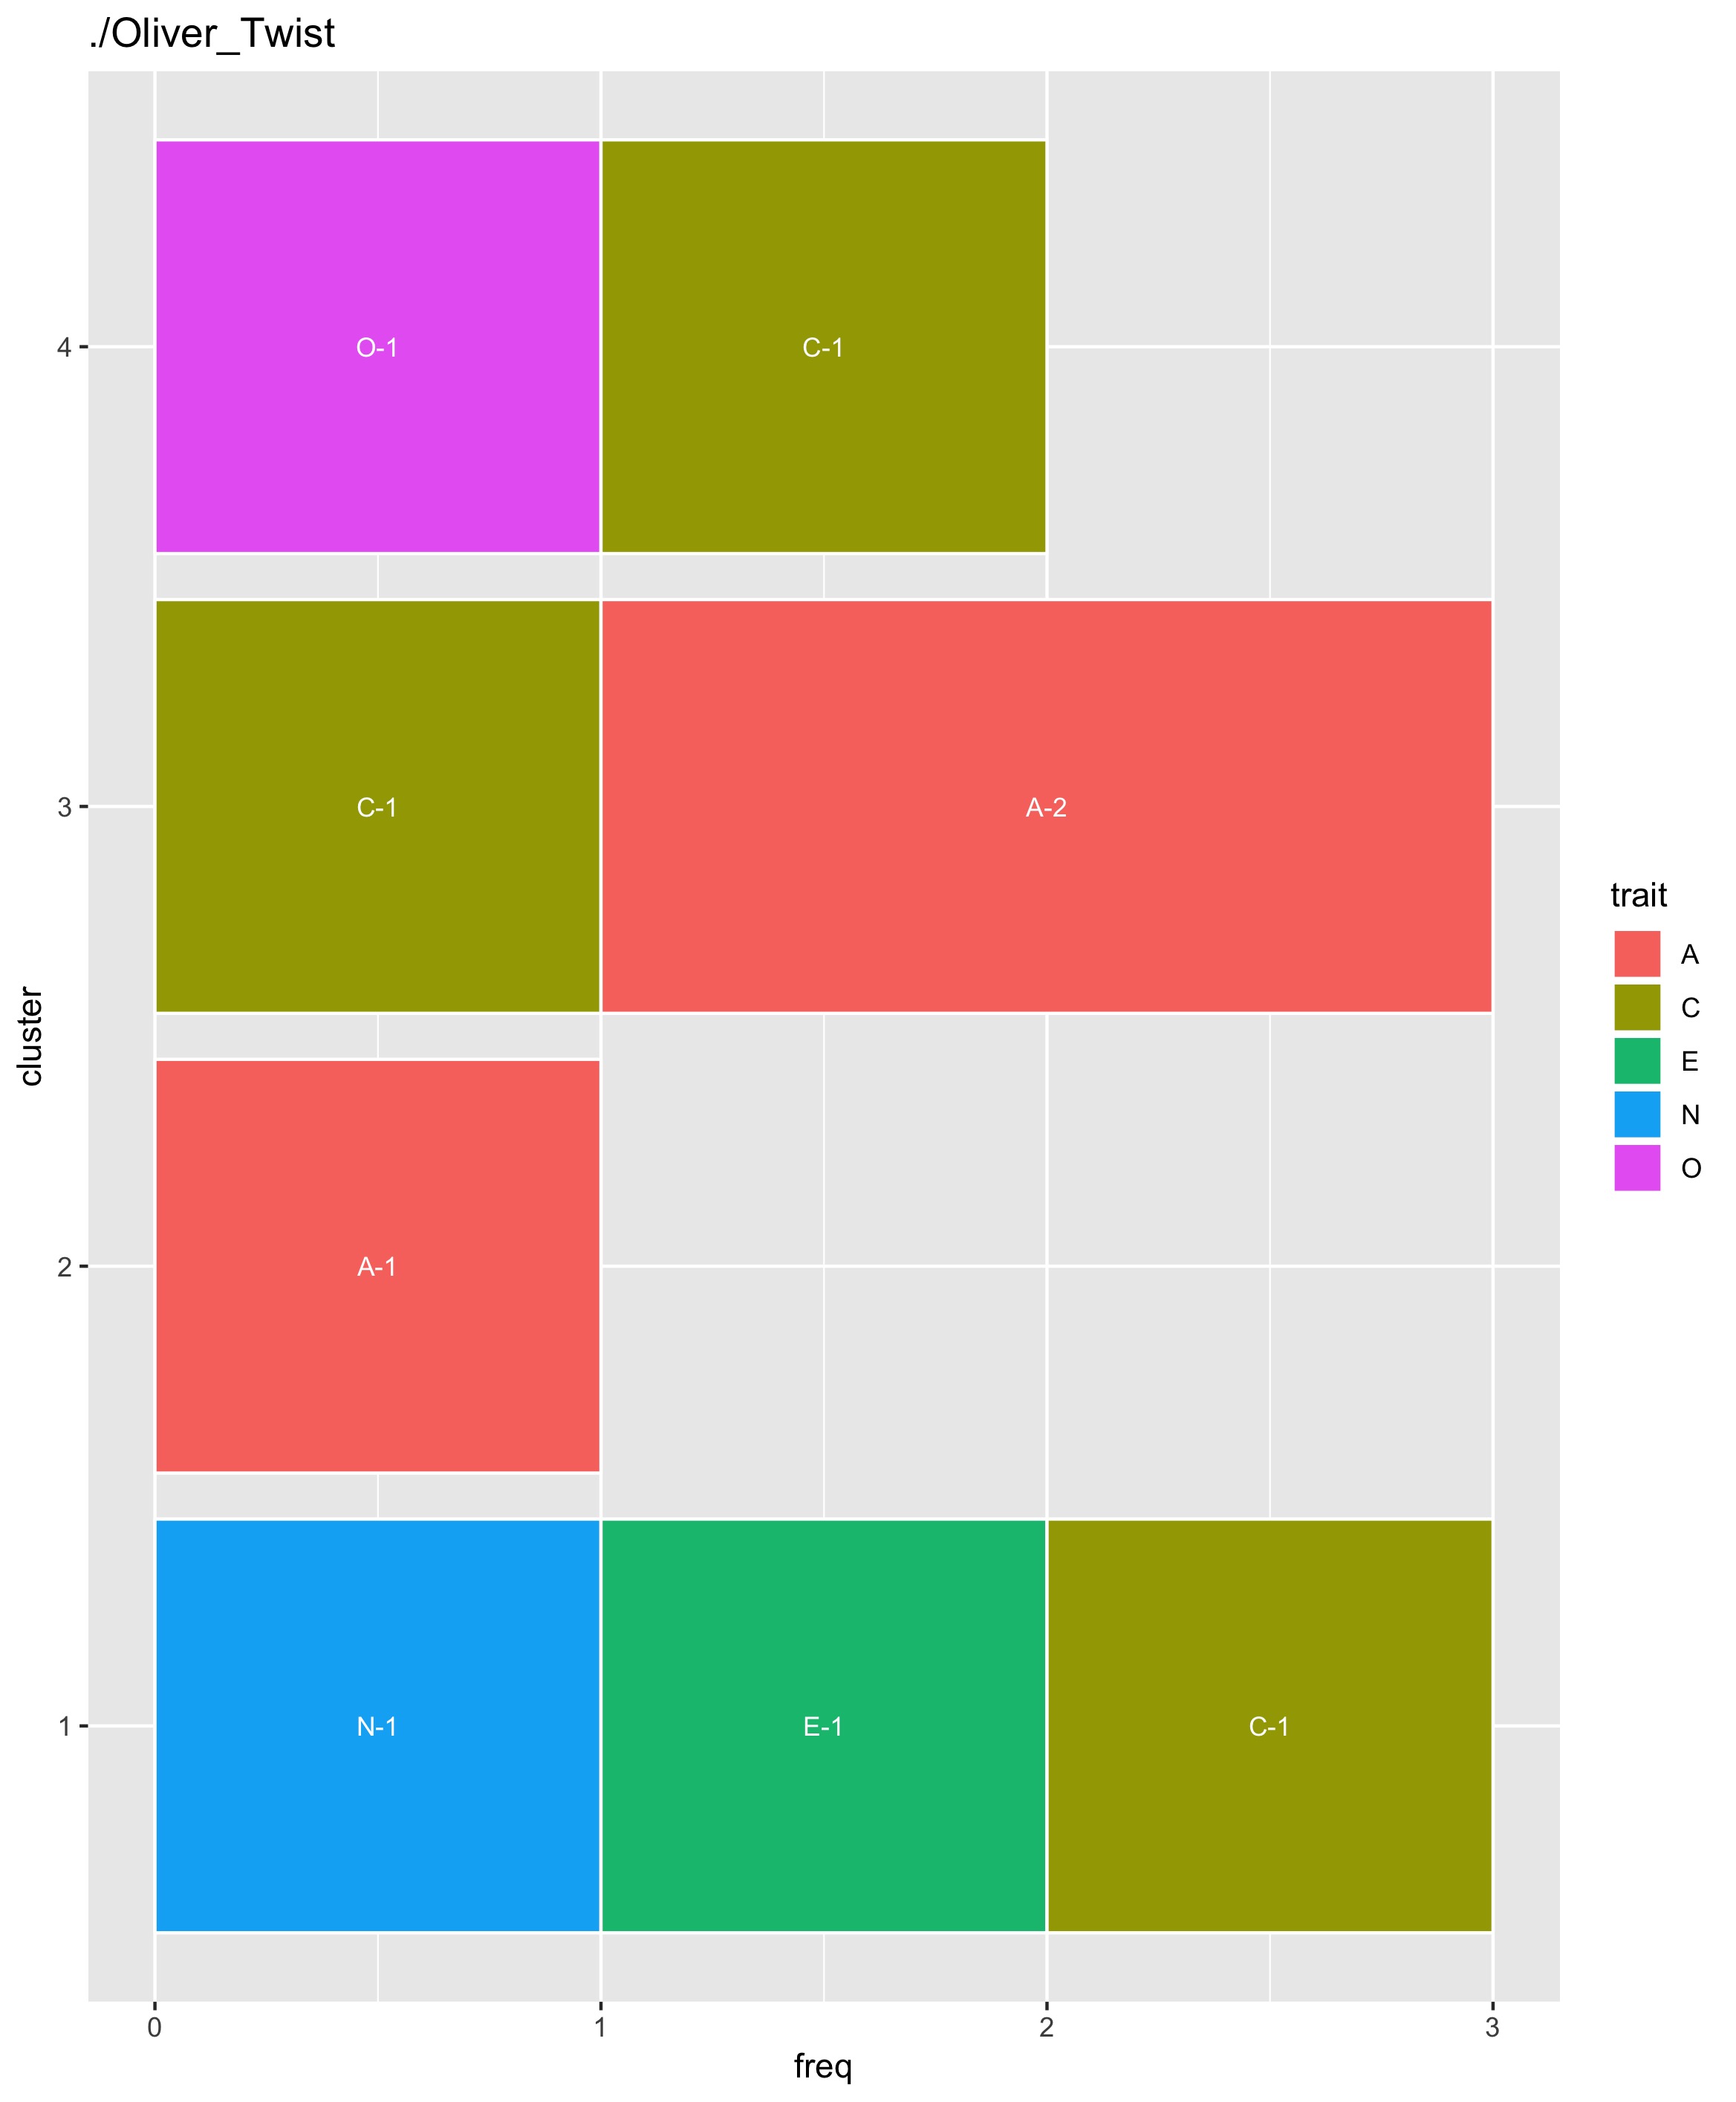 ./Oliver_Twist
4
O-1
C-1
3
C-1
A-2
trait
A
C
E
N
O
cluster
2
A-1
1
N-1
E-1
C-1
0
1
2
3
freq